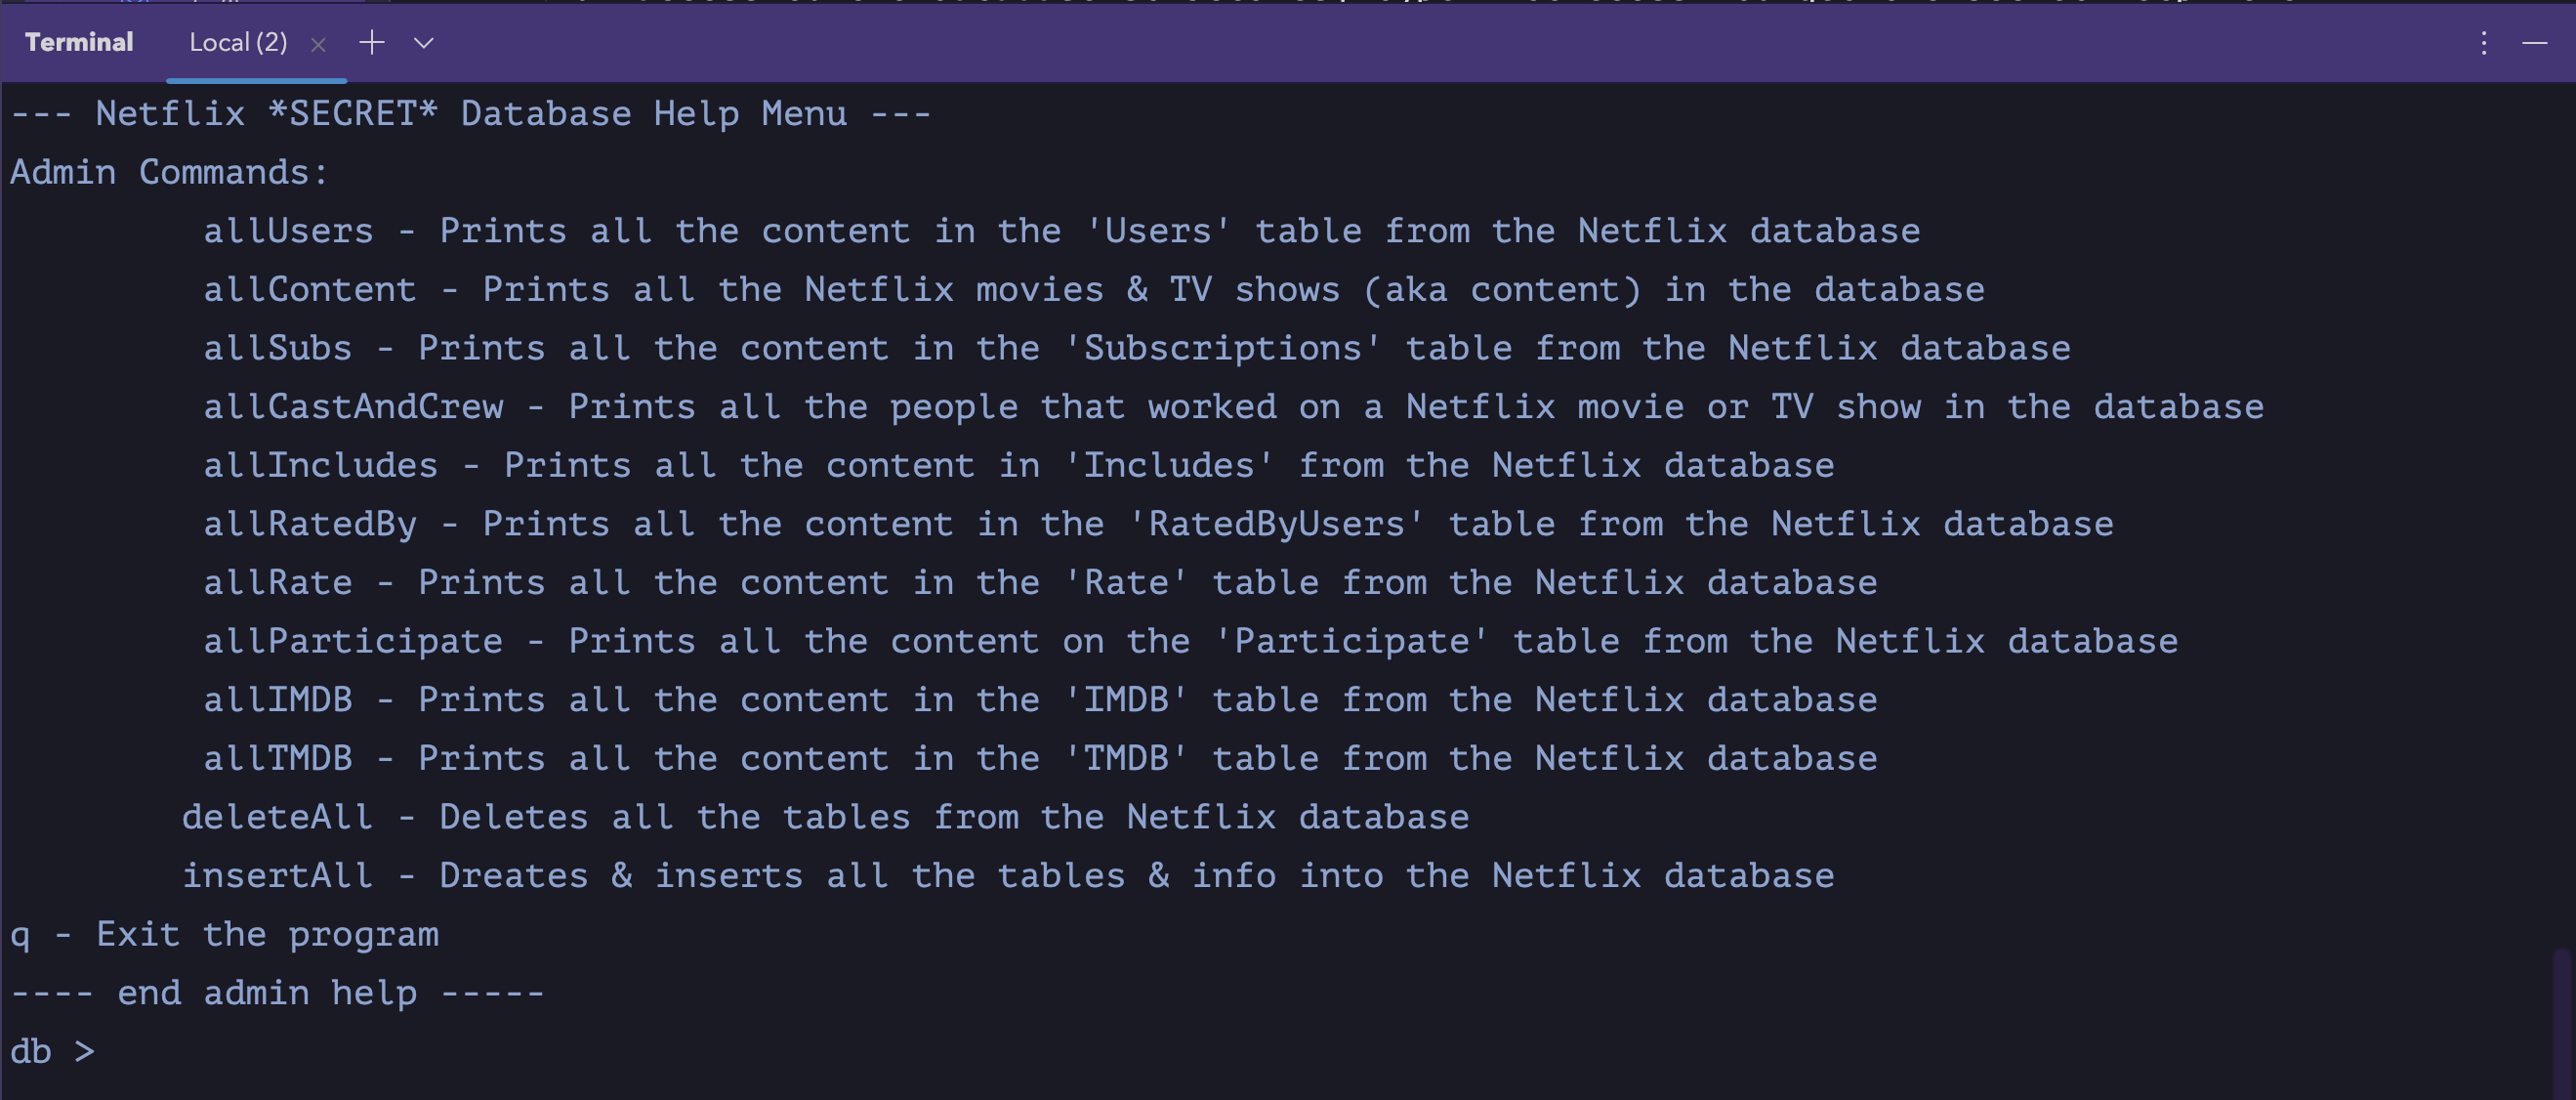 Terminal Local (2)
--- Netflix *SECRET* Database Help Menu ---
Admin Commands:
allUsers - Prints all the content in the 'Users' table from the Netflix database
allContent - Prints all the Netflix movies & TV shows (aka content) in the database
allSubs - Prints all the content in the 'Subscriptions' table from the Netflix database
allCastAndCrew - Prints all the people that worked on a Netflix movie or TV show in the database
allIncludes - Prints all the content in 'Includes' from the Netflix database
allRatedBy - Prints all the content in the 'RatedByUsers' table from the Netflix database
allRate - Prints all the content in the 'Rate' table from the Netflix database
allParticipate - Prints all the content on the 'Participate' table from the Netflix database
allIMDB - Prints all the content in the 'IMDB' table from the Netflix database
allTMDB - Prints all the content in the 'TMDB' table from the Netflix database
deleteAll - Deletes all the tables from the Netflix database
insertAll - Dreates & inserts all the tables & info into the Netflix database
q - Exit the program
---- end admin help -----
db >